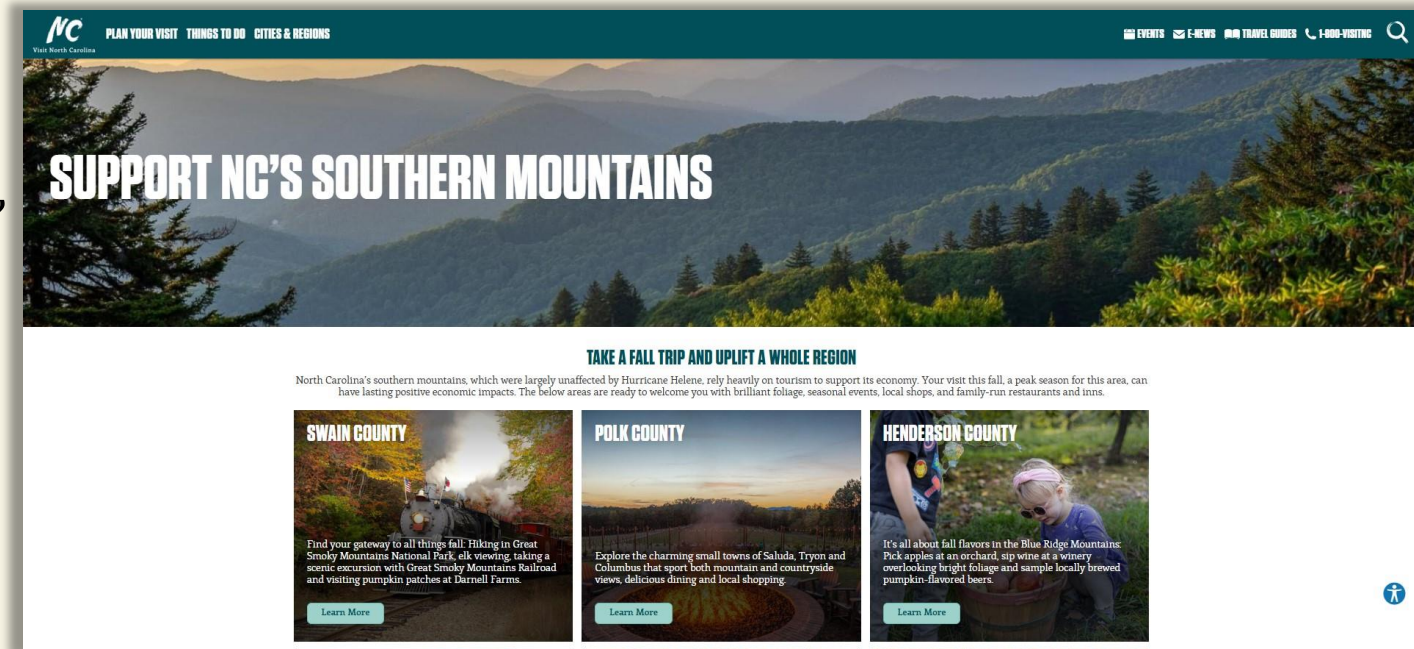 NC
Visit North Carolina
PLAN YOUR VISIT THINGS TO DO CITIES & REGIONS
EVENTS E-NEWS TRAVEL GUIDES 1-800-VISITNC
SUPPORT NC'S SOUTHERN MOUNTAINS
,
TAKE A FALL TRIP AND UPLIFT A WHOLE REGION
North Carolina's southern mountains, which were largely unaffected by Hurricane Helene, rely heavily on tourism to support its economy. Your visit this fall, a peak season for this area, can
have lasting positive economic impacts. The below areas are ready to welcome you with brilliant foliage, seasonal events, local shops, and family-run restaurants and inns.
SWAIN COUNTY
Find your gateway to all things fall: Hiking in Great
Smoky Mountains National Park, elk viewing, taking a
scenic excursion with Great Smoky Mountains Railroad
and visiting pumpkin patches at Darnell Farms.
Learn More
POLK COUNTY
Explore the charming small towns of Saluda, Tryon and
Columbus that sport both mountain and countryside
views, delicious dining and local shopping.
Learn More
HENDERSON COUNTY
It's all about fall flavors in the Blue Ridge Mountains:
Pick apples at an orchard, sip wine at a winery
overlooking bright foliage and sample locally brewed
pumpkin-flavored beers.
Learn More